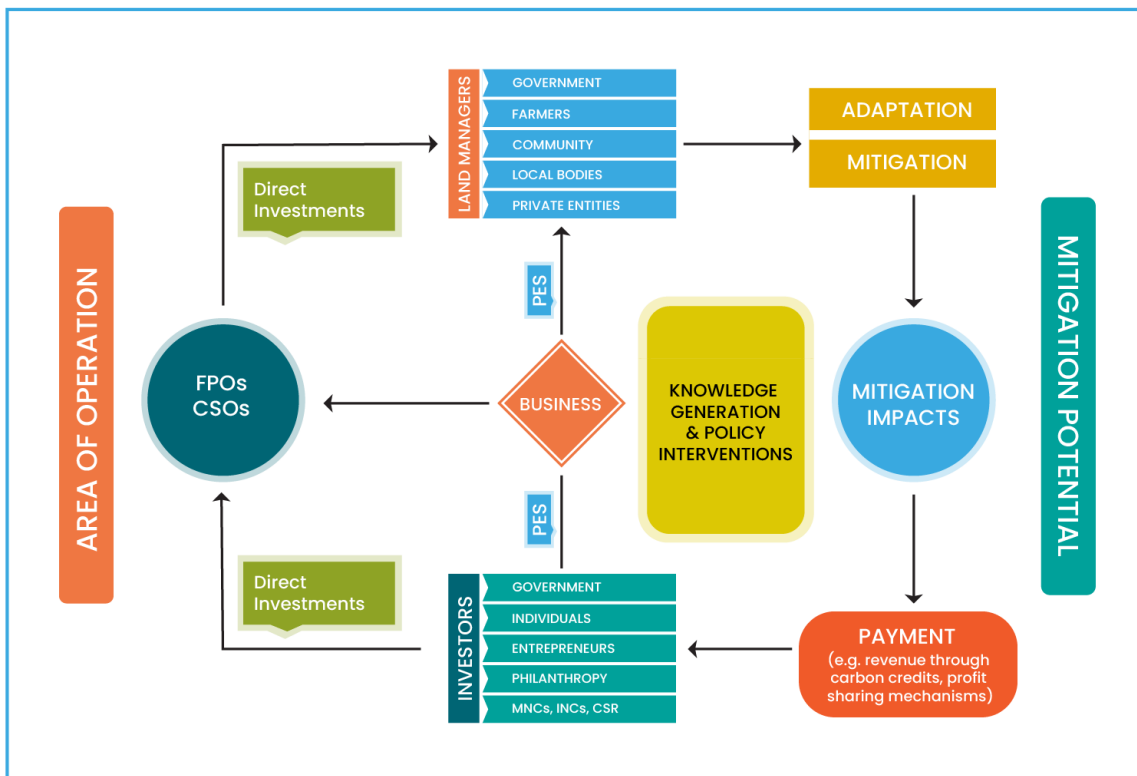 AREA OF OPERATION
Direct
Investments
FPOs
CSOs
Direct
Investments
LAND MANAGERS
GOVERNMENT
FARMERS
COMMUNITY
LOCAL BODIES
PRIVATE ENTITIES
PES
BUSINESS
PES
INVESTORS
GOVERNMENT
INDIVIDUALS
ENTREPRENEURS
PHILANTHROPY
MNCs, INCs, CSR
KNOWLEDGE
GENERATION
& POLICY
INTERVENTIONS
ADAPTATION
MITIGATION
MITIGATION
IMPACTS
PAYMENT
(e.g. revenue through
carbon credits, profit
sharing mechanisms)
MITIGATION POTENTIAL